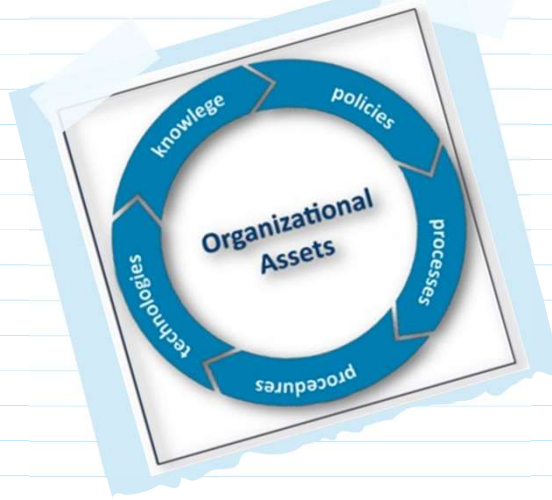 knowlege
policies
Organizational
Assets
processes
technologies
procedures